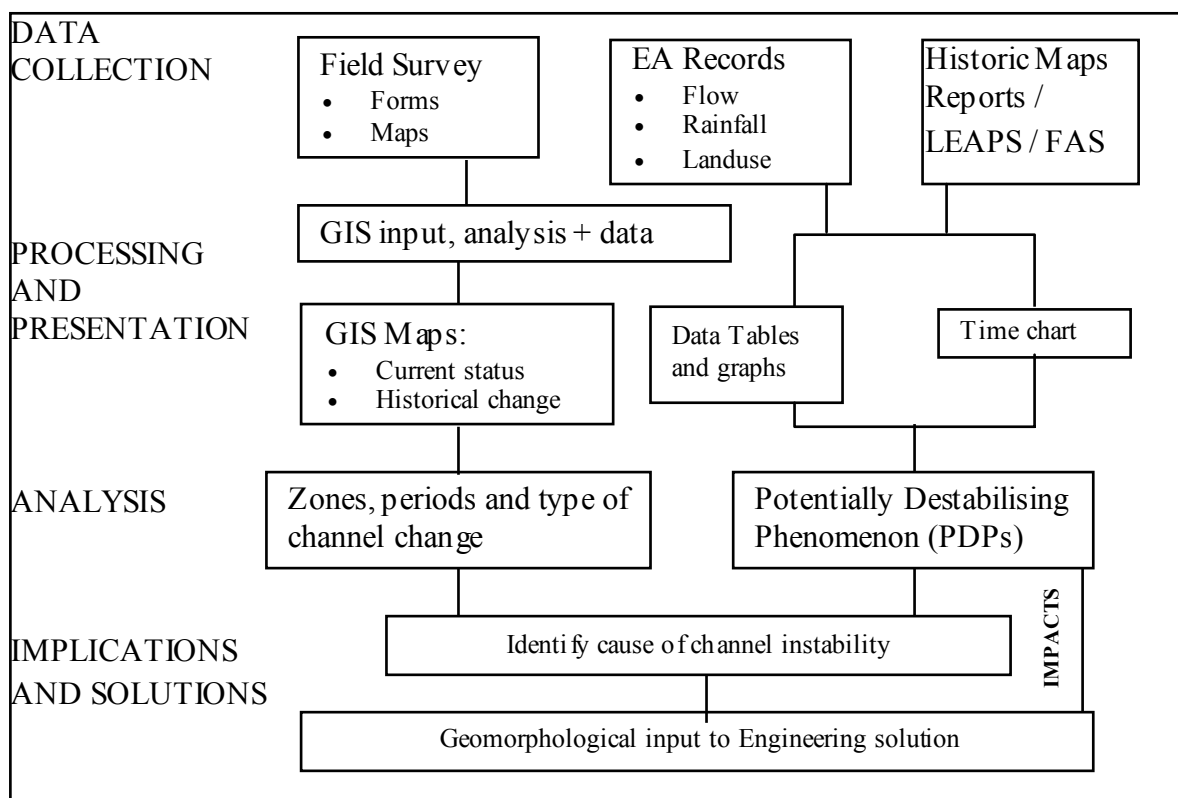 DATA
COLLECTION
Field Survey
• Forms
• Maps
EA Records
• Flow
• Rainfall
• Landuse
Historic Maps
Reports /
LEAPS / FAS
PROCESSING
AND
PRESENTATION
GIS input, analysis + data
GIS Maps:
• Current status
• Historical change
Data Tables
and graphs
Time chart
ANALYSIS
Zones, periods and type of
channel change
Potentially Destabilising
Phenomenon (PDPs)
IMPLICATIONS
AND SOLUTIONS
Identify cause of channel instability
IMPACTS
Geomorphological input to Engineering solution